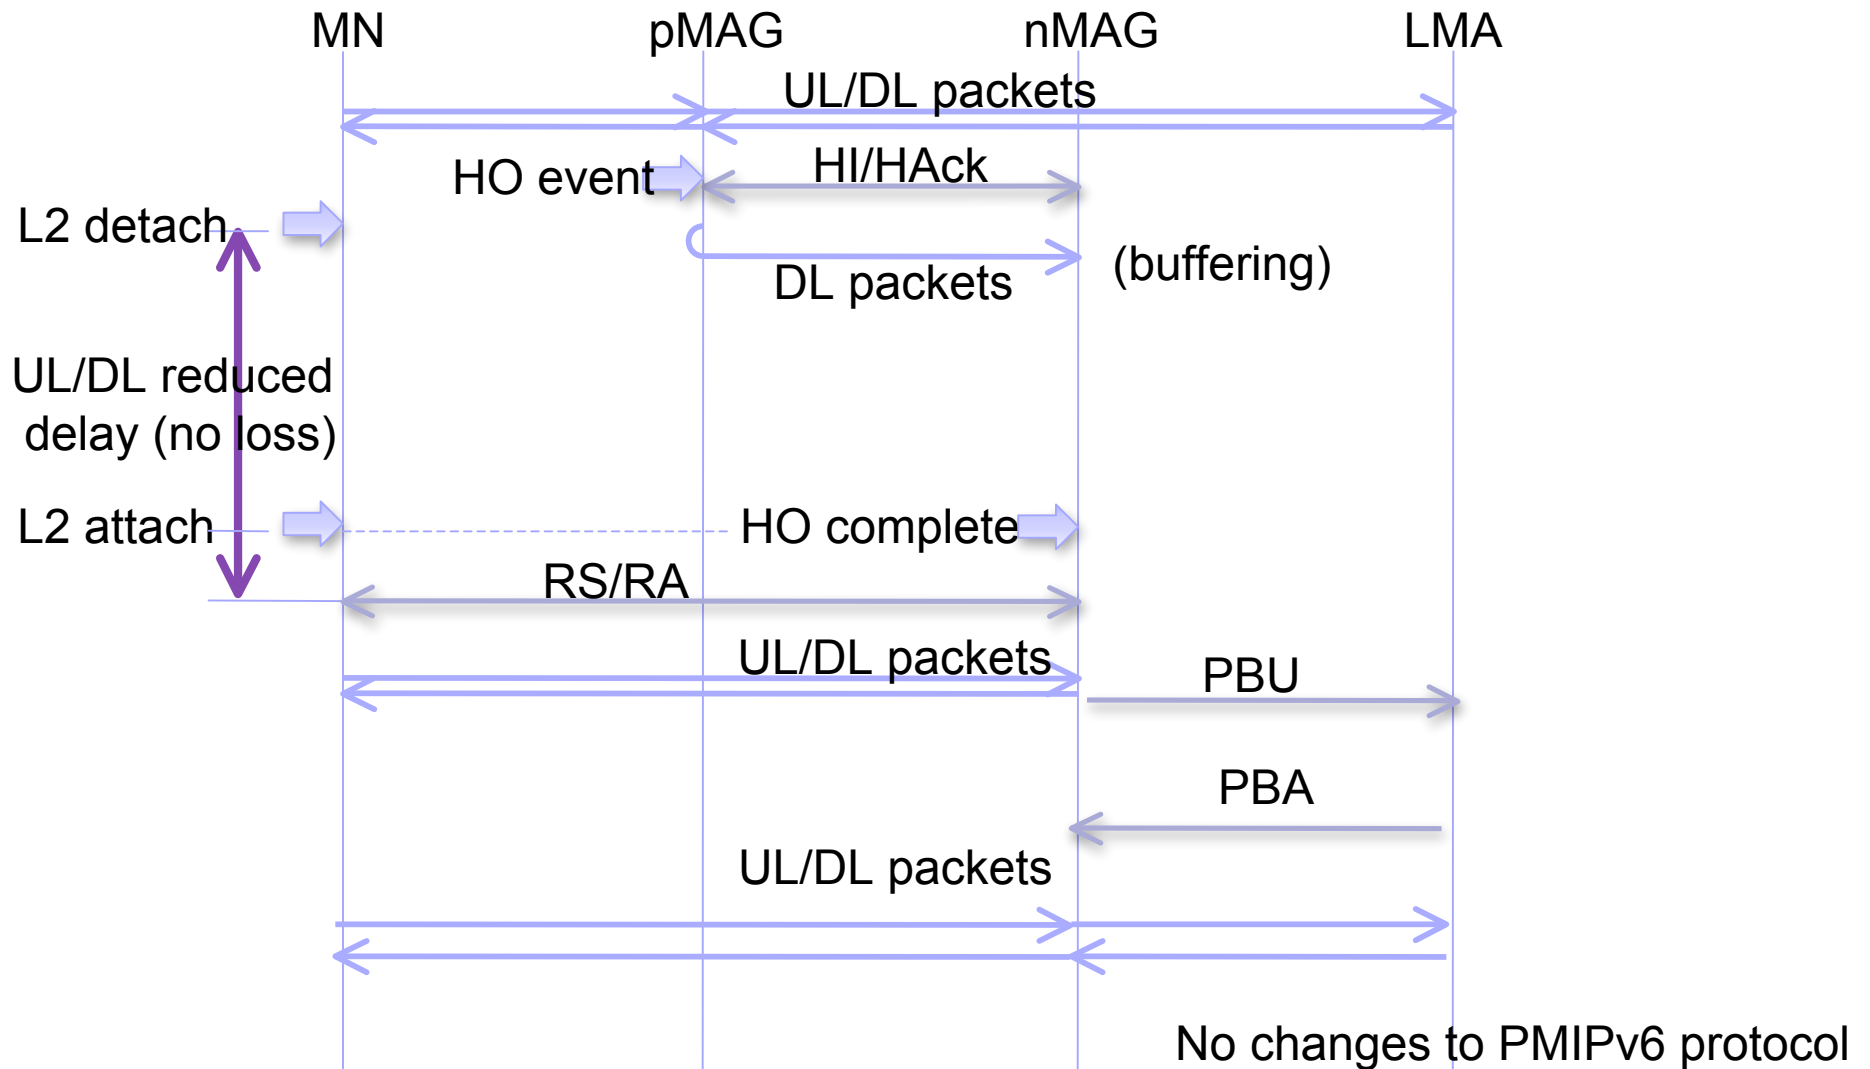 MN pMAG nMAG LMA
UL/DL packets
HO event
HI/HAck
L2 detach
DL packets
(buffering)
UL/DL reduced
delay (no loss)
L2 attach
HO complete
RS/RA
UL/DL packets
PBU
PBA
UL/DL packets
No changes to PMIPv6 protocol